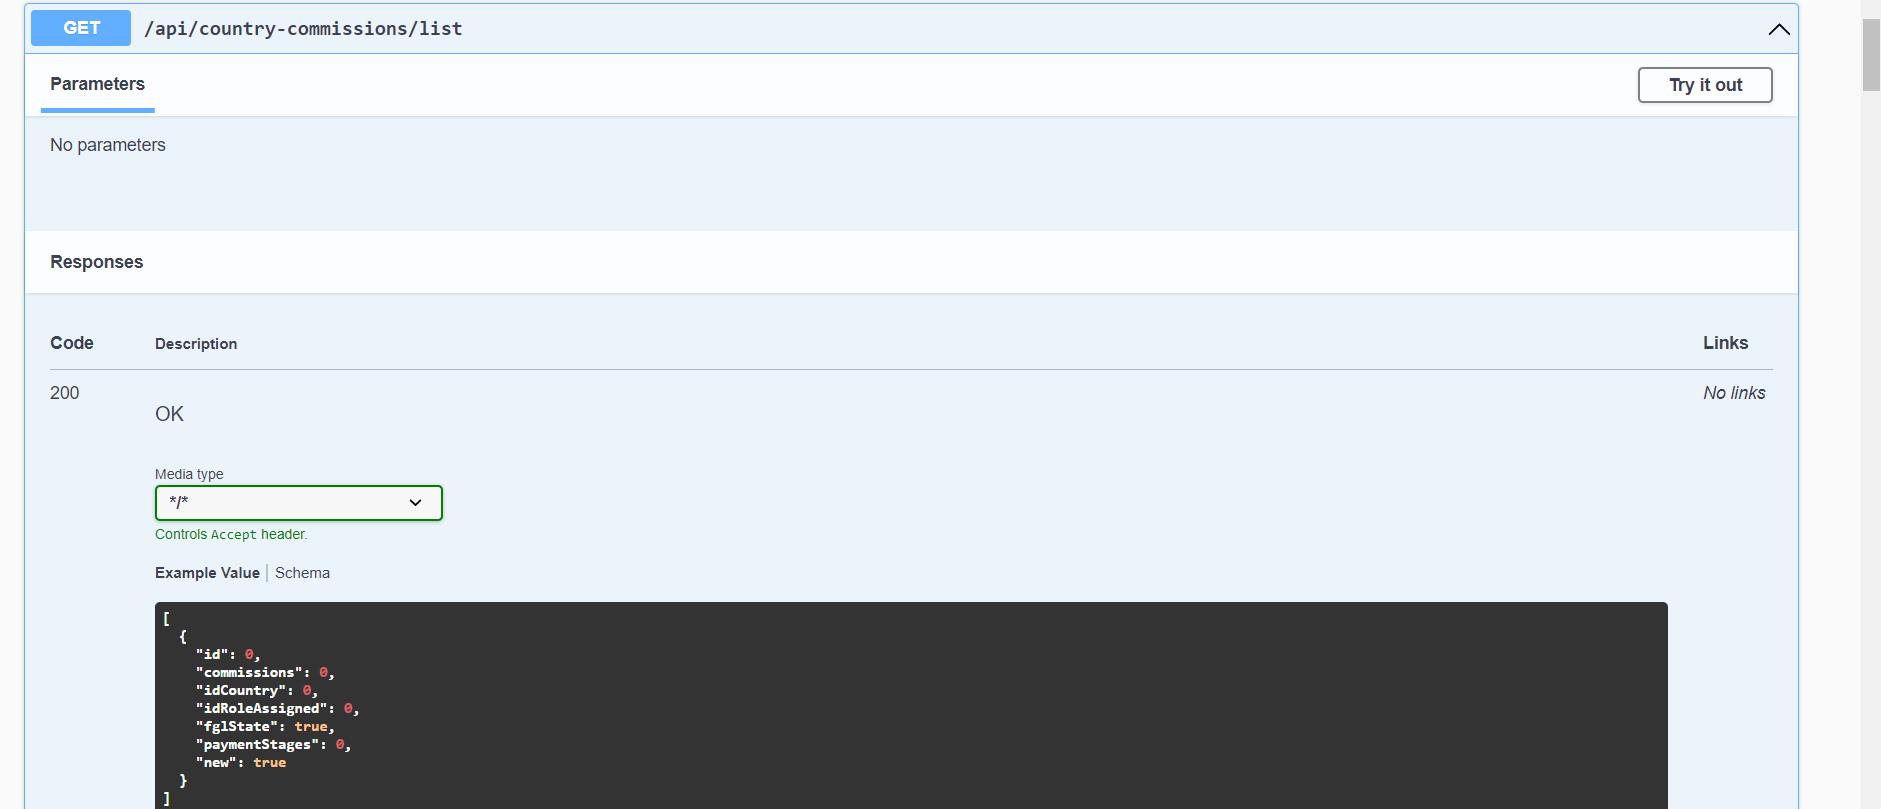 GET /api/country-commissions/list
Parameters
Try it out
No parameters
Responses
Code Description Links
200 No links
OK
Media type
*/*
Controls Accept header.
Example Value | Schema
[
  {
    "id": 0,
    "commissions": 0,
    "idCountry": 0,
    "idRoleAssigned": 0,
    "fglState": true,
    "paymentStages": 0,
    "new": true
  }
]